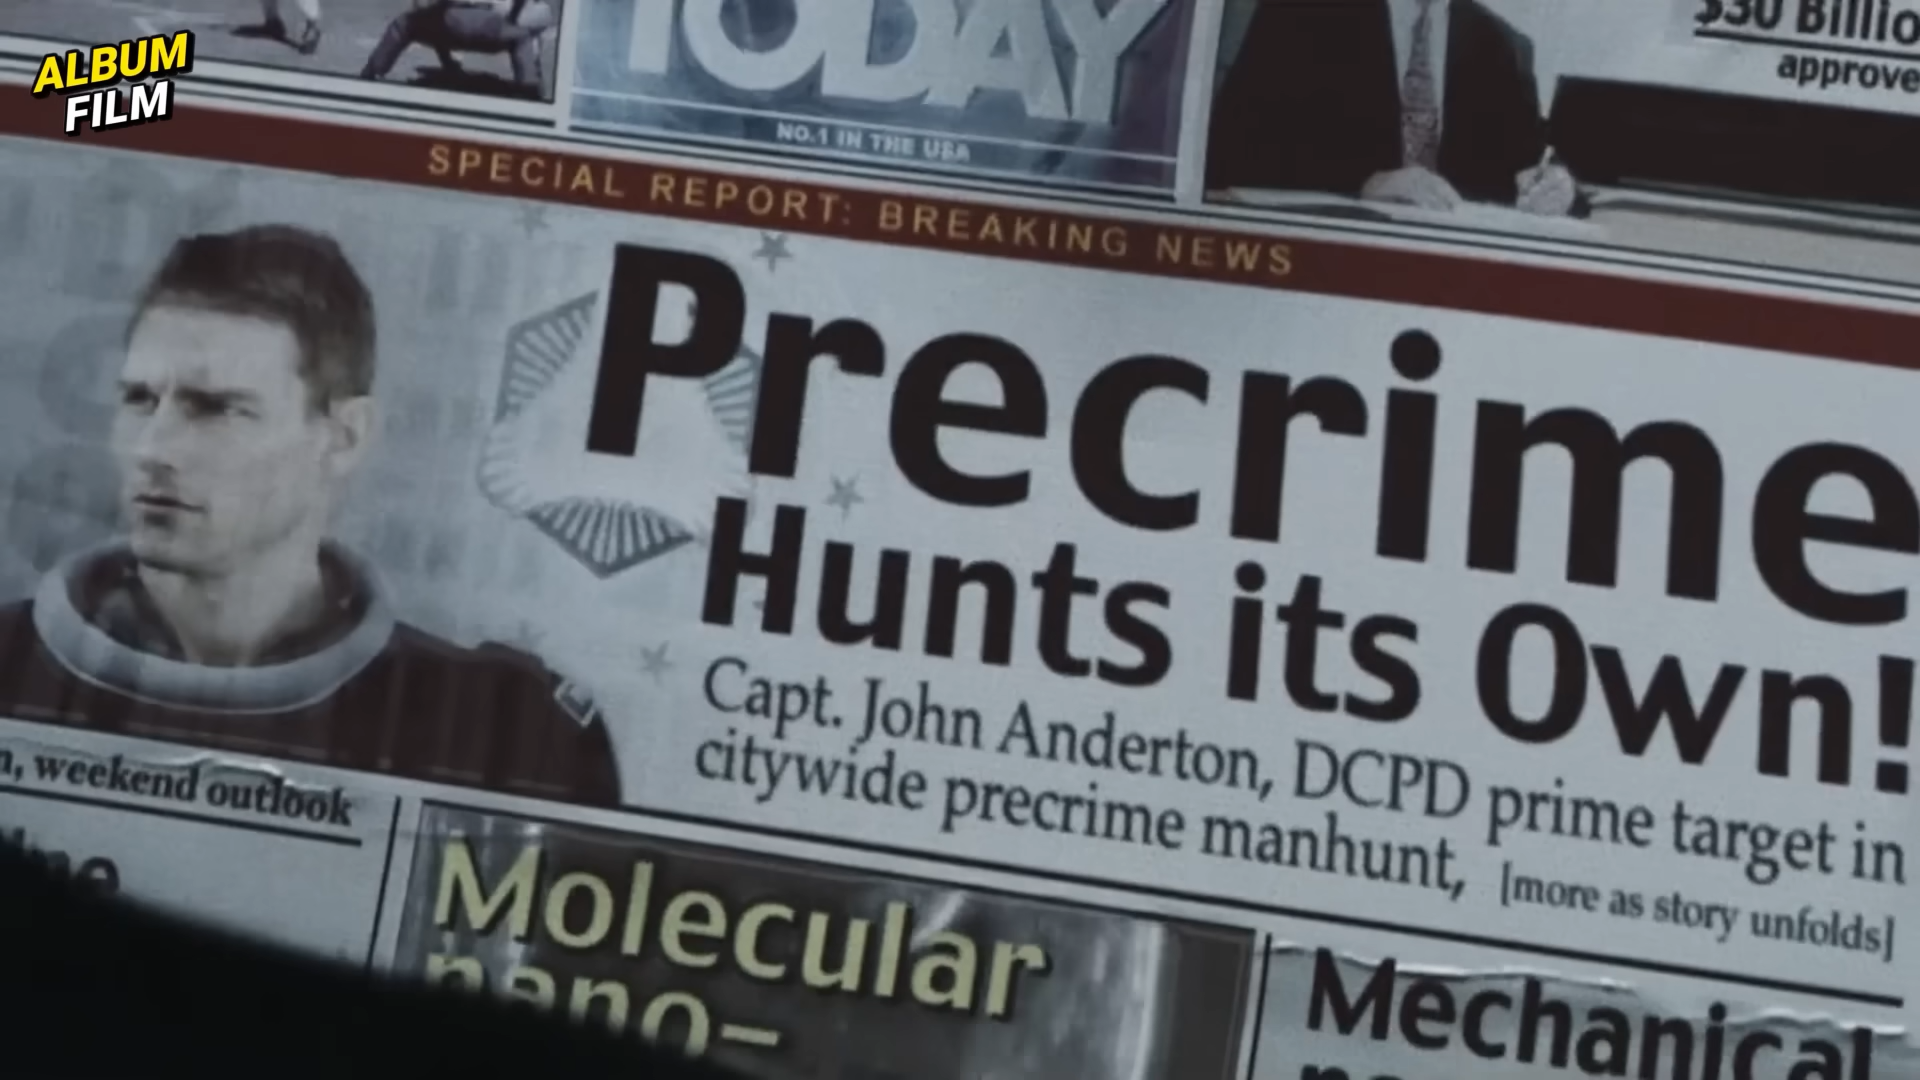 ALBUM
FILM
TODAY
NO.1 IN THE USA
$30 Billio
approve
SPECIAL REPORT: BREAKING NEWS
Precrime
Hunts its Own!
Capt. John Anderton, DCPD prime target in
citywide precrime manhunt, [more as story unfolds]
weekend outlook
Molecular
nano-
Mechanical